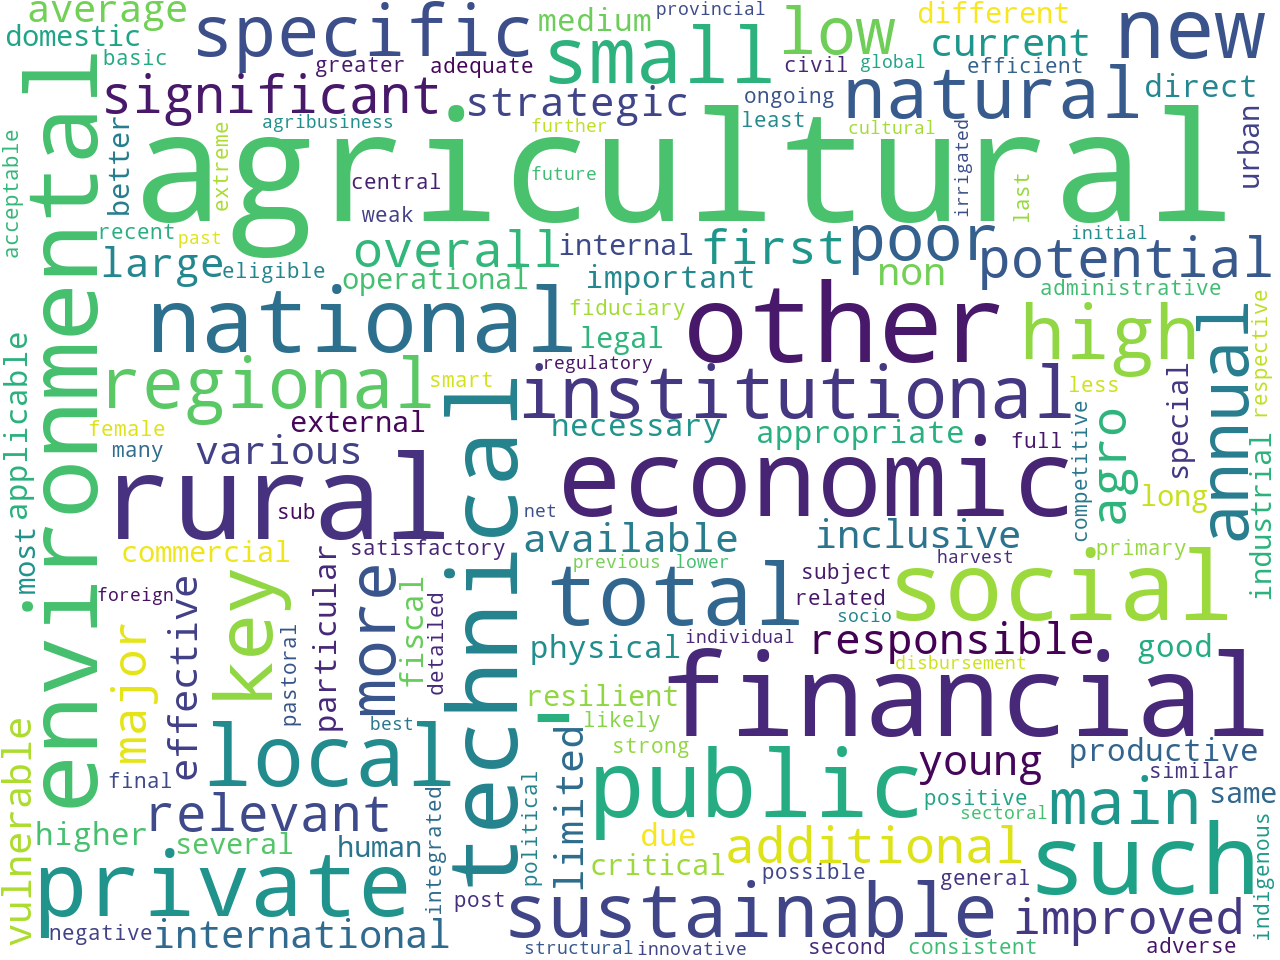 average
provincial
domestic
specific
medium
small
low
different
new
basic
greater
adequate
civil
global
current
efficient
significant
strategic
ongoing
natural
direct
environmental
agricultural
agribusiness
further
least
cultural
irrigated
urban
acceptable
better
extreme
central
future
last
weak
recent
past
overall
internal
first
poor
initial
large
eligible
operational
important
non
potential
administrative
national
fiduciary
other
high
annual
respective
legal
regional
smart
regulatory
institutional
less
special
applicable
female
external
necessary
appropriate
full
competitive
agro
many
various
rural
technical
economic
long
industrial
sub
net
commercial
satisfactory
available
inclusive
primary
most
foreign
effective
key
particular
more
fiscal
detailed
previous
lower
harvest
total
subject
social
related
socio
major
pastoral
physical
individual
responsible
good
disbursement
resilient
financial
likely
best
local
strong
young
productive
vulnerable
final
similar
limited
public
positive
main
same
relevant
integrated
political
sectoral
higher
several
human
due
additional
such
critical
possible
private
general
indigenous
post
sustainable
improved
negative
international
structural
innovative
second
consistent
adverse